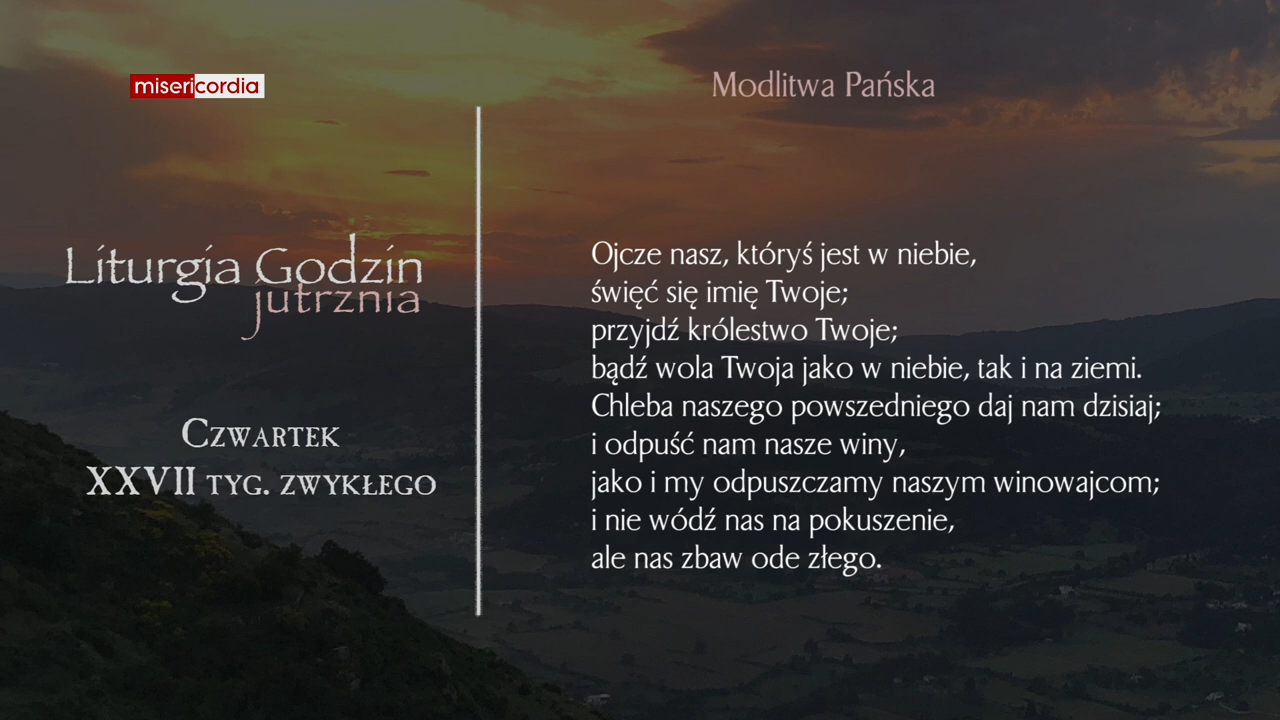 misericordia
Liturgia Godzin
jutrznia
Czwartek
XXVII tyg. zwykłego
Modlitwa Pańska
Ojcze nasz, któryś jest w niebie,
święć się imię Twoje;
przyjdź królestwo Twoje;
bądź wola Twoja jako w niebie, tak i na ziemi.
Chleba naszego powszedniego daj nam dzisiaj;
i odpuść nam nasze winy,
jako i my odpuszczamy naszym winowajcom;
i nie wódź nas na pokuszenie,
ale nas zbaw ode złego.